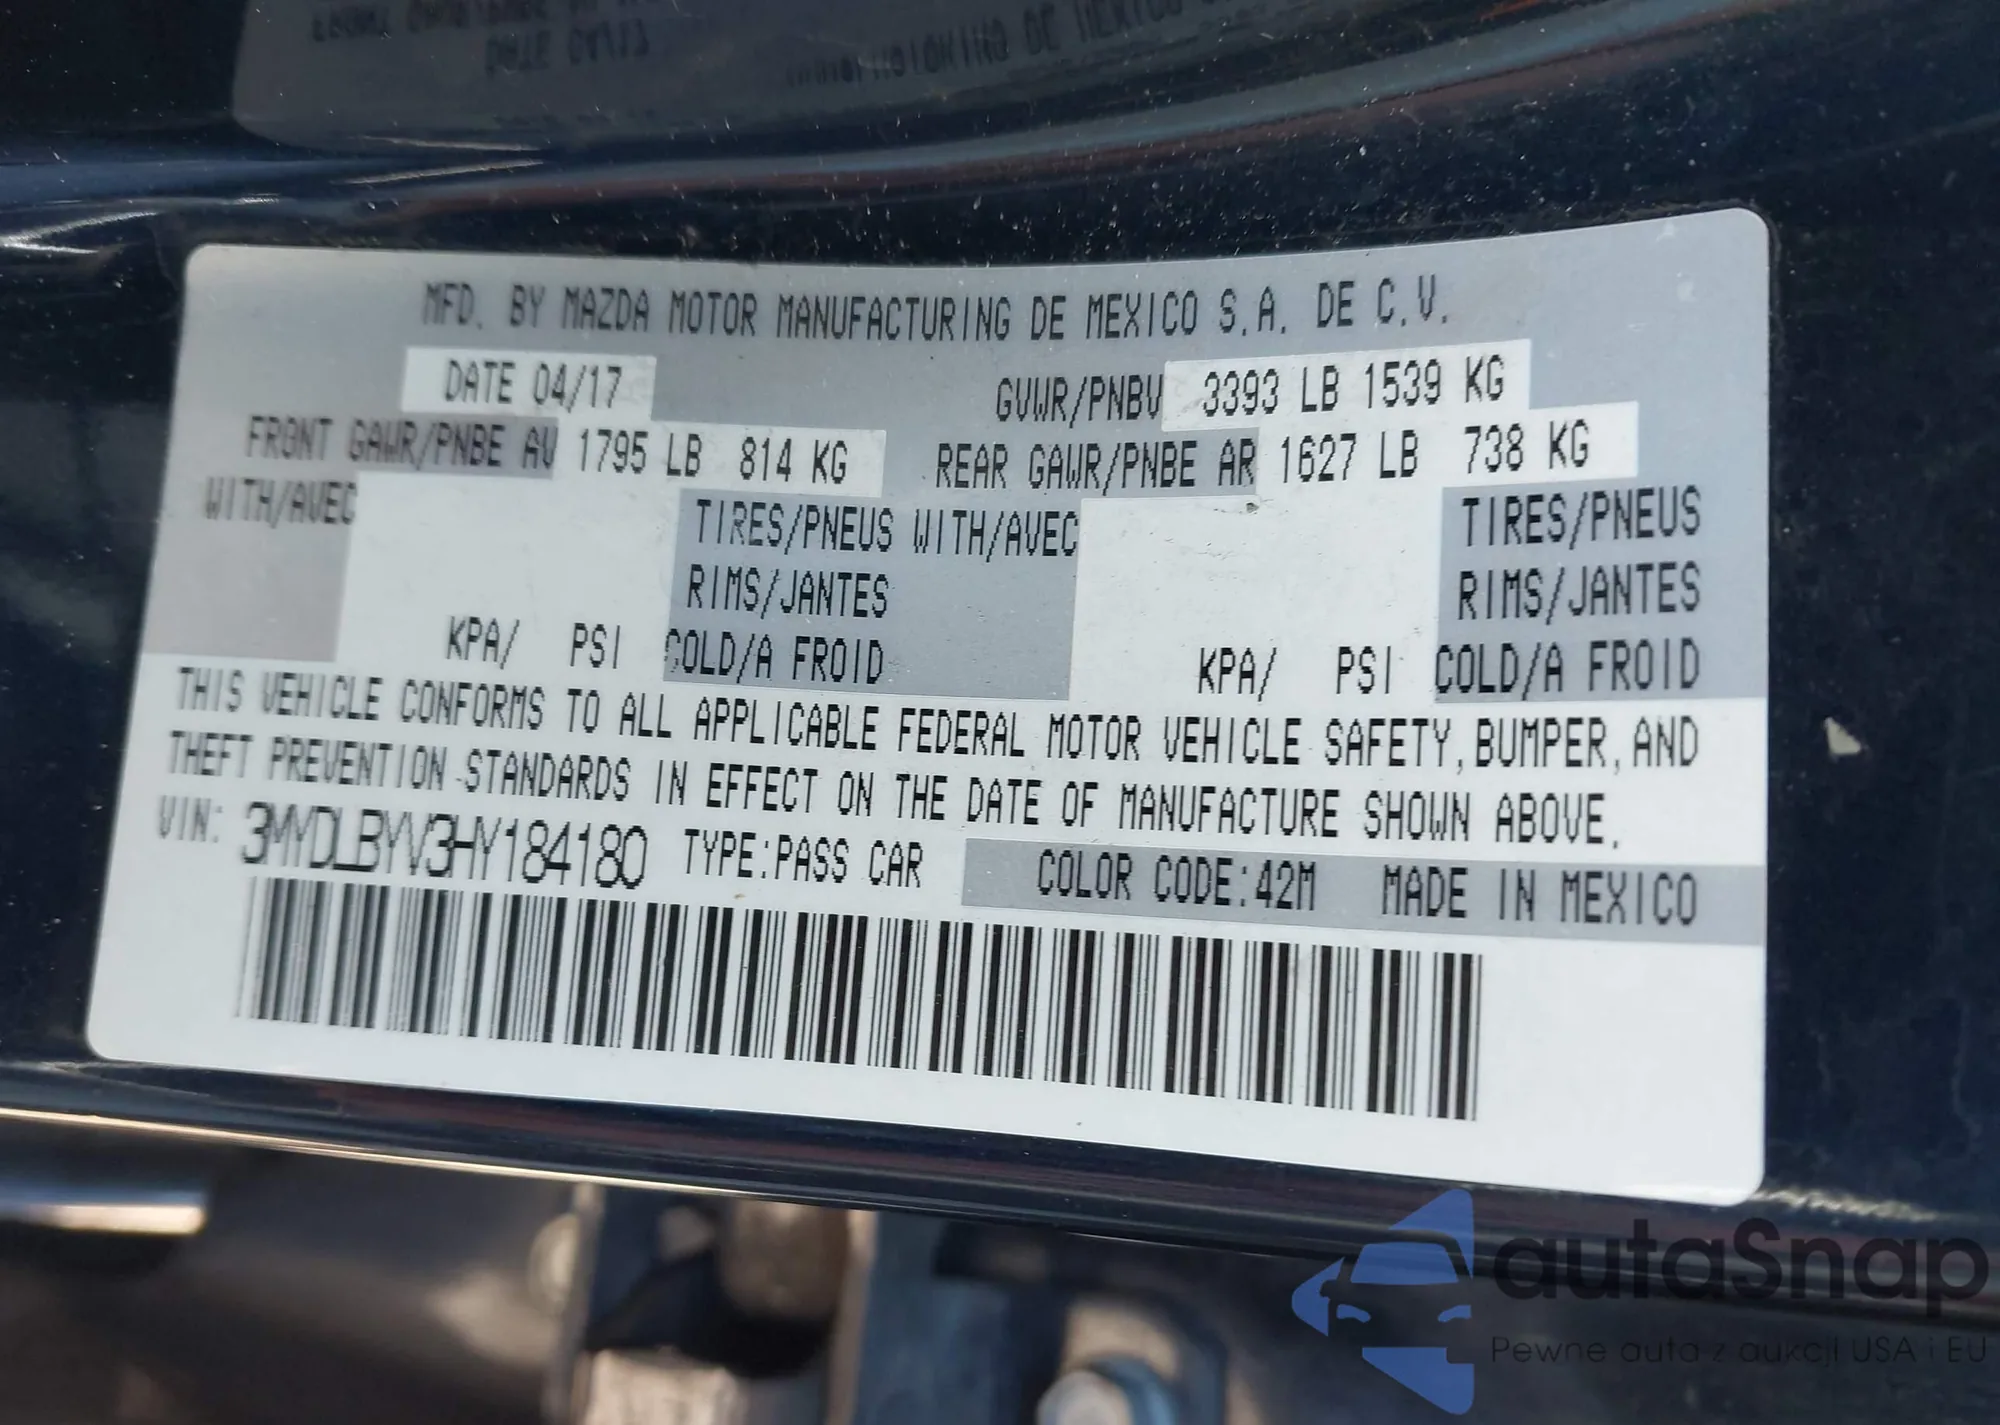 MFD. BY MAZDA MOTOR MANUFACTURING DE MEXICO S.A. DE C.V.
DATE 04/17 GVWR/PNBV 3393 LB 1539 KG
FRONT GAWR/PNBE AV 1795 LB 814 KG REAR GAWR/PNBE AR 1627 LB 738 KG
WITH/AVEC TIRES/PNEUS WITH/AVEC TIRES/PNEUS
RIMS/JANTES RIMS/JANTES
KPA/ PSI COLD/A FROID KPA/ PSI COLD/A FROID
THIS VEHICLE CONFORMS TO ALL APPLICABLE FEDERAL MOTOR VEHICLE SAFETY, BUMPER, AND
THEFT PREVENTION STANDARDS IN EFFECT ON THE DATE OF MANUFACTURE SHOWN ABOVE.
VIN: 3MYDLBYV3HY184180 TYPE:PASS CAR COLOR CODE:42M MADE IN MEXICO
autaSnap
Pewne auta z aukcji USA i EU